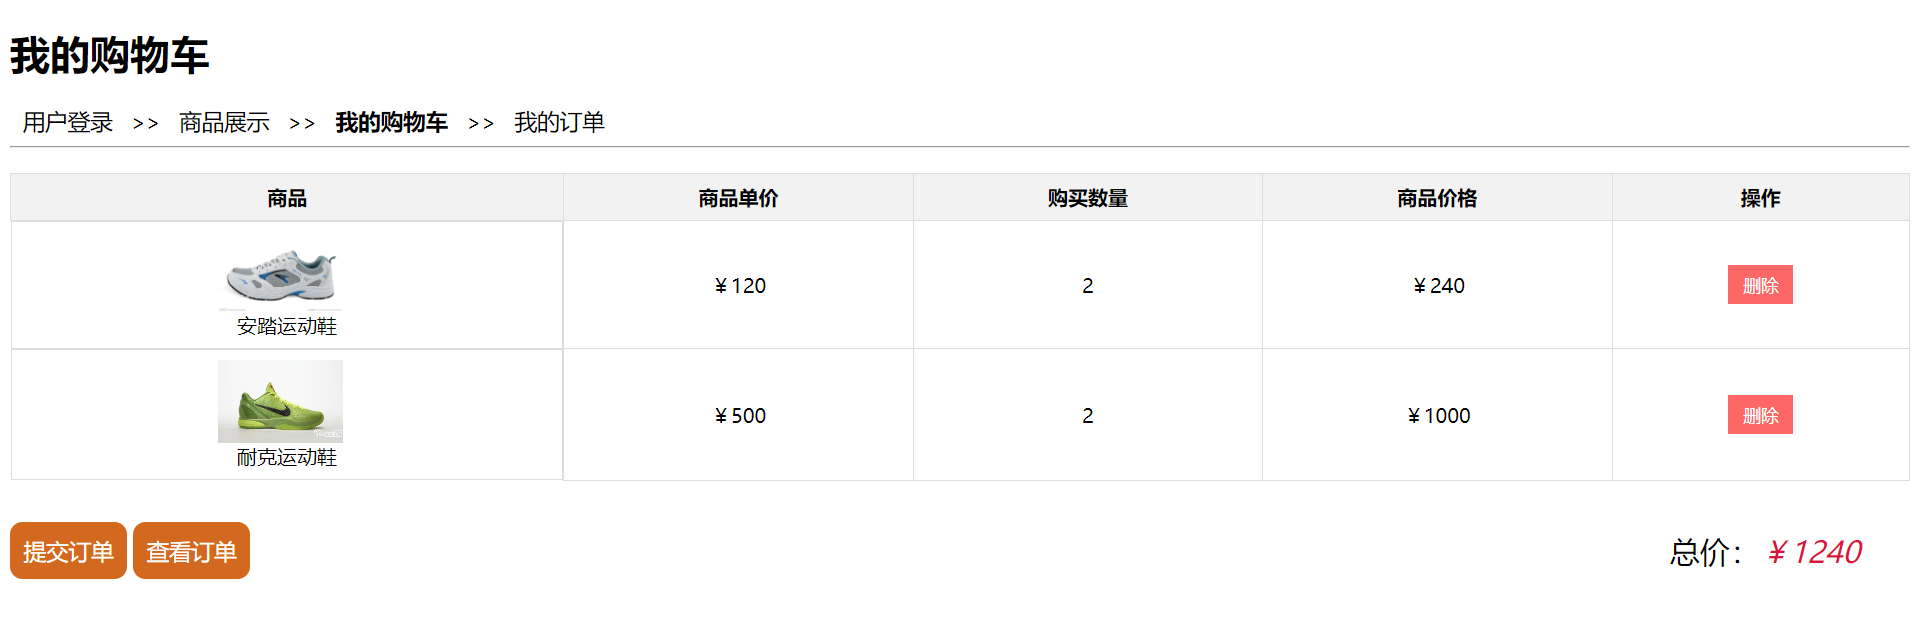 我的购物车
用户登录 >> 商品展示 >> 我的购物车 >> 我的订单
商品 商品单价 购买数量 商品价格 操作
安踏运动鞋 ￥120 2 ￥240 删除
耐克运动鞋 ￥500 2 ￥1000 删除
提交订单 查看订单 总价：￥1240